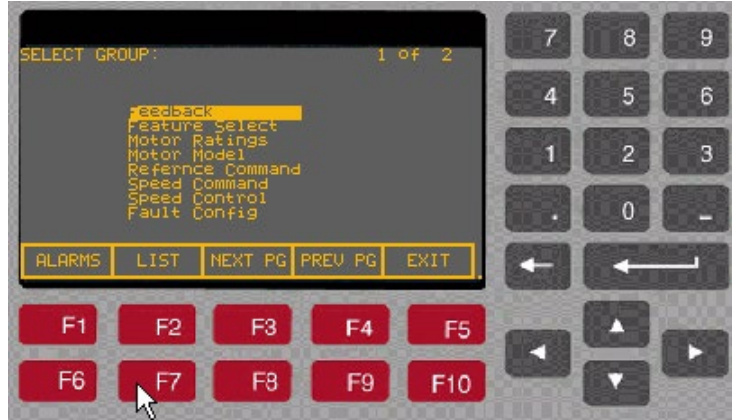 SELECT GROUP: 1 of 2
Feedback
Feature Select
Motor Ratings
Motor Model
Refernce Command
Speed Command
Speed Control
Fault Config
ALARMS LIST NEXT PG PREV PG EXIT
F1 F2 F3 F4 F5
F6 F7 F8 F9 F10
7 8 9
4 5 6
1 2 3
. 0 -